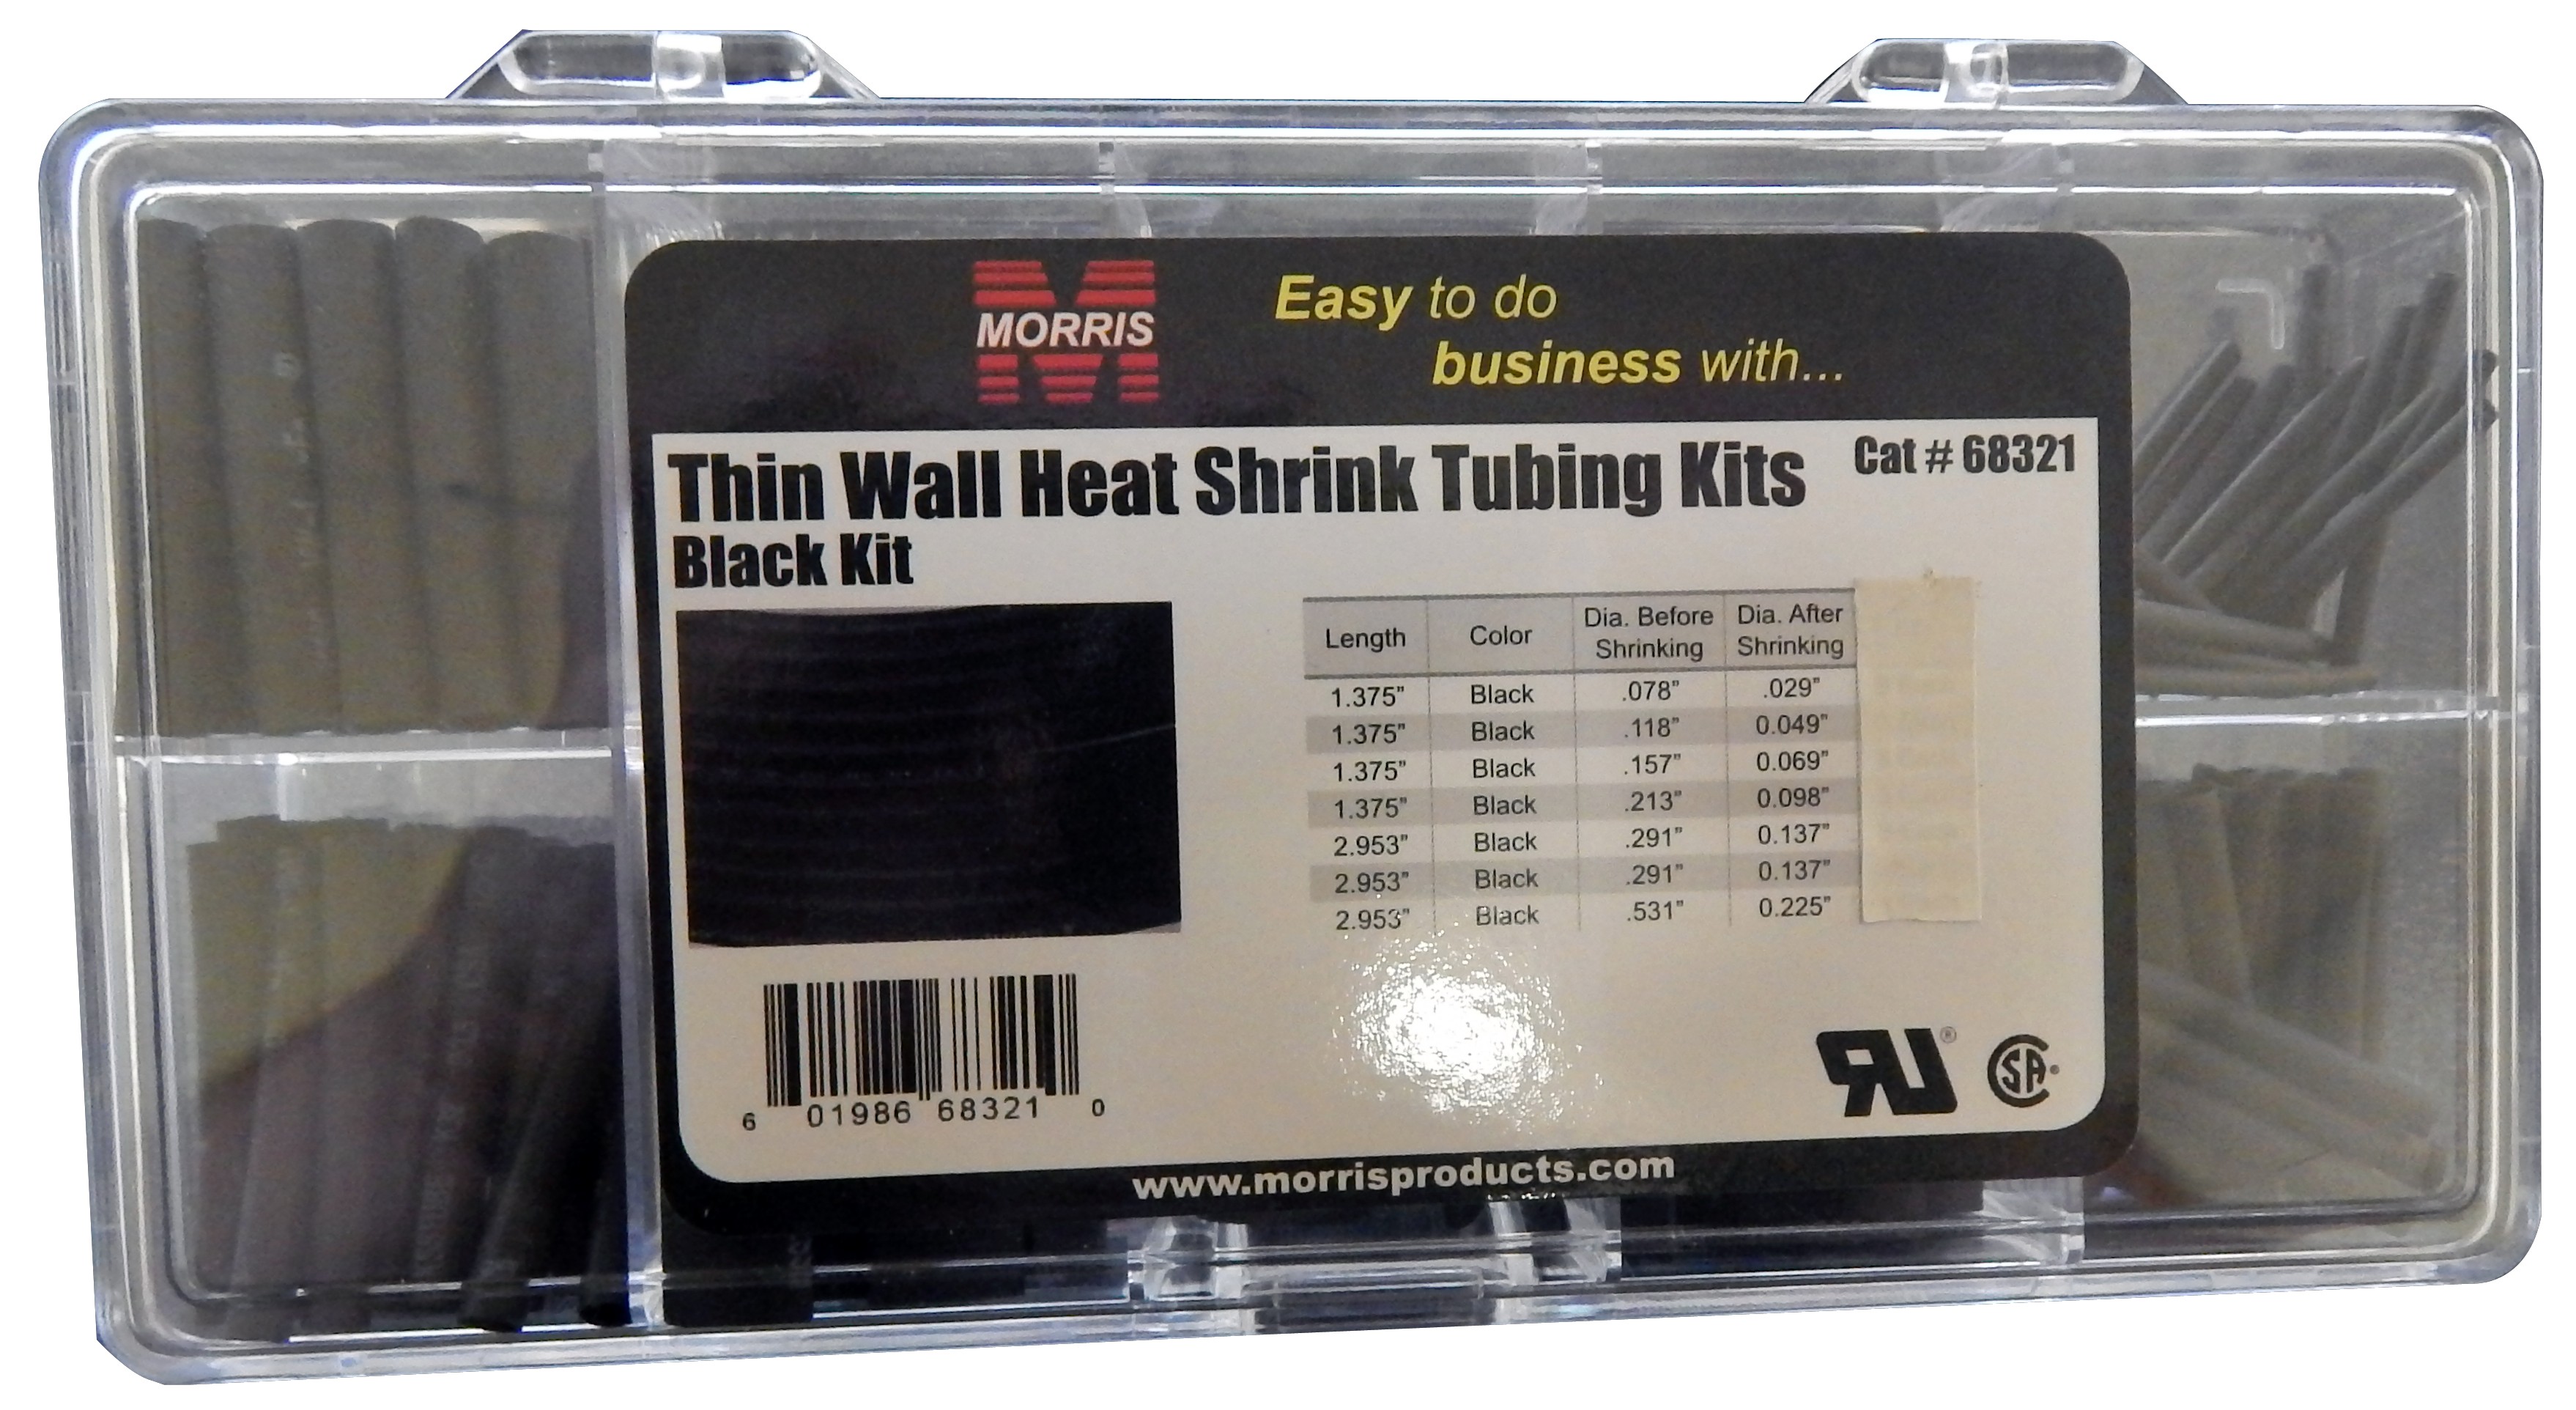 MORRIS
Easy to do
business with...
Thin Wall Heat Shrink Tubing Kits
Cat # 68321
Black Kit
Length Color Dia. Before Shrinking Dia. After Shrinking
1.375" Black .078" .029"
1.375" Black .118" 0.049"
1.375" Black .157" 0.069"
1.375" Black .213" 0.098"
2.953" Black .291" 0.137"
2.953" Black .291" 0.137"
2.953" Black .531" 0.225"
6 01986 68321 0
RU®
CSA
www.morrisproducts.com